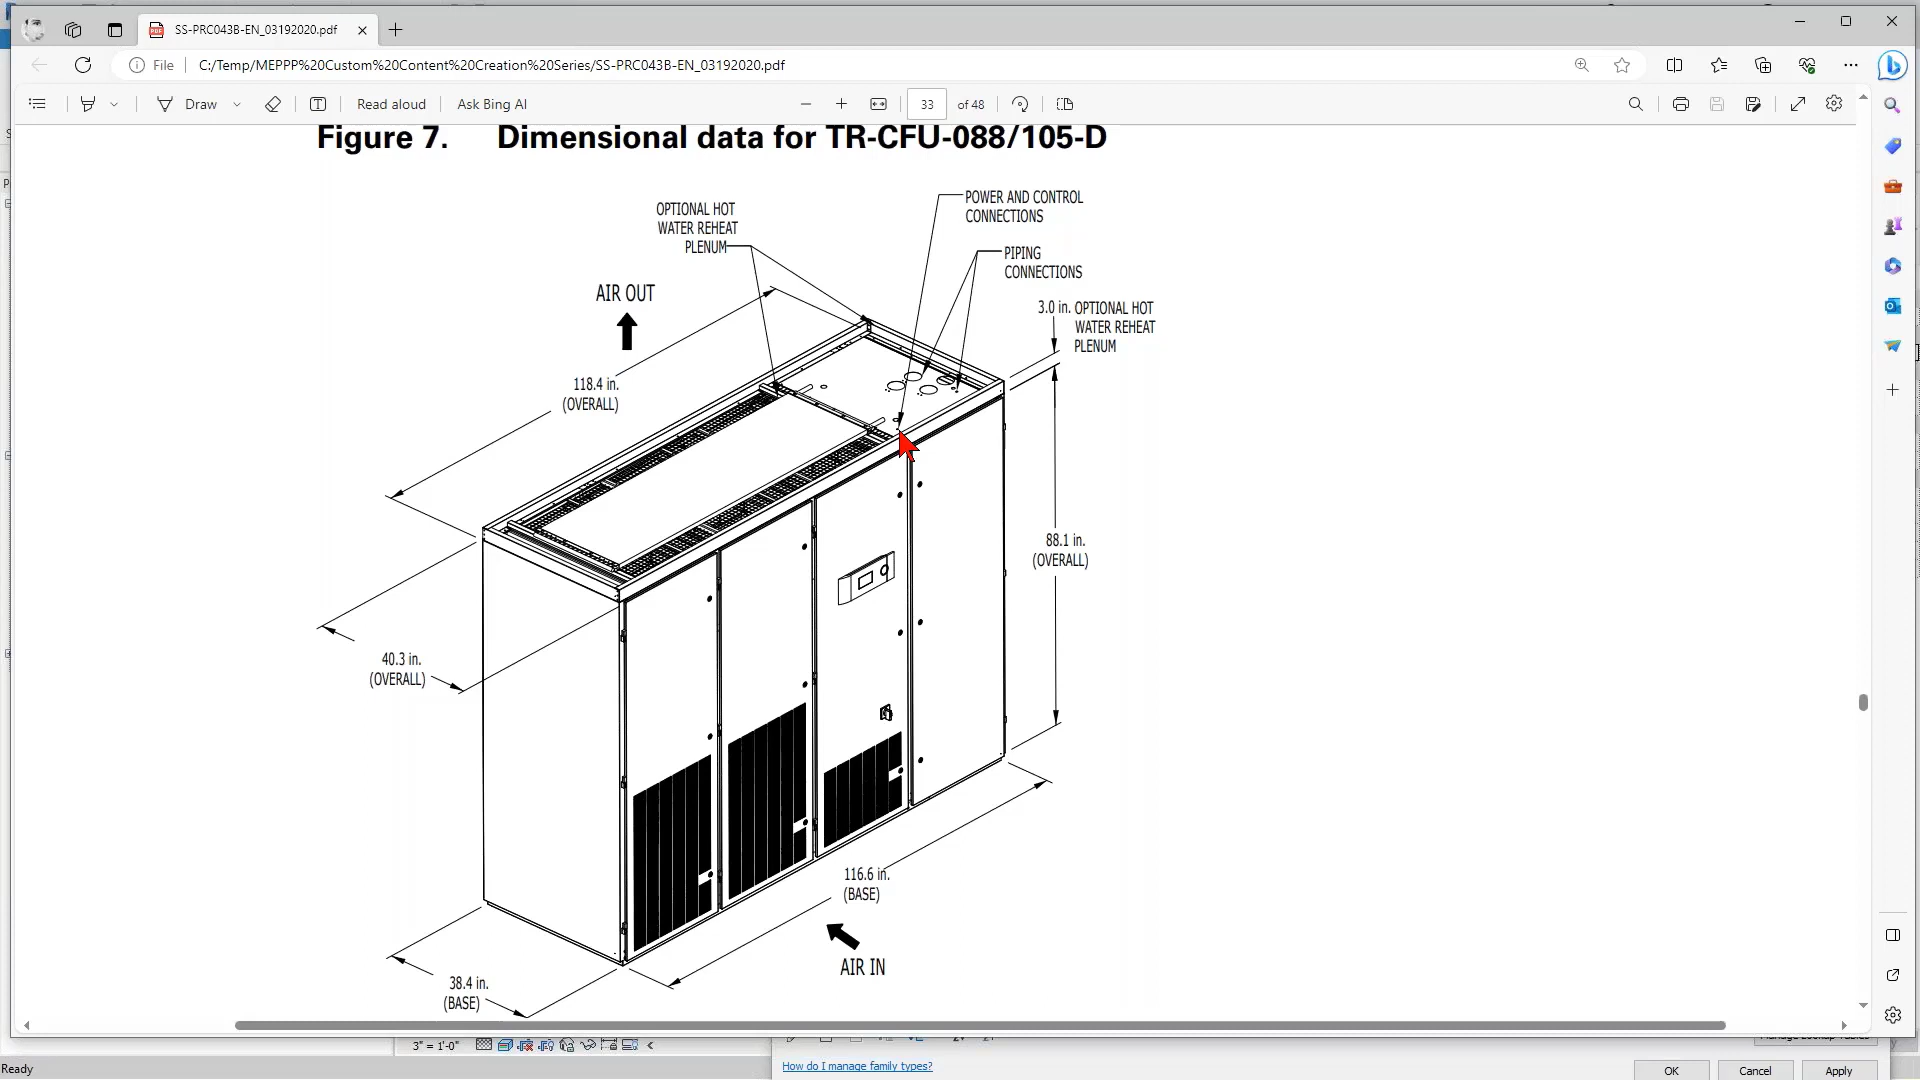 SS-PRC043B-EN_03192020.pdf
File
C:/Temp/MEPPP%20Custom%20Content%20Creation%20Series/SS-PRC043B-EN_03192020.pdf
Draw
Read aloud
Ask Bing AI
33 of 48
Figure 7. Dimensional data for TR-CFU-088/105-D
POWER AND CONTROL
CONNECTIONS
OPTIONAL HOT
WATER REHEAT
PLENUM
PIPING
CONNECTIONS
AIR OUT
3.0 in. OPTIONAL HOT
WATER REHEAT
PLENUM
118.4 in.
(OVERALL)
88.1 in.
(OVERALL)
40.3 in.
(OVERALL)
116.6 in.
(BASE)
AIR IN
38.4 in.
(BASE)
3" = 1'-0"
How do I manage family types?
Ready
OK
Cancel
Apply